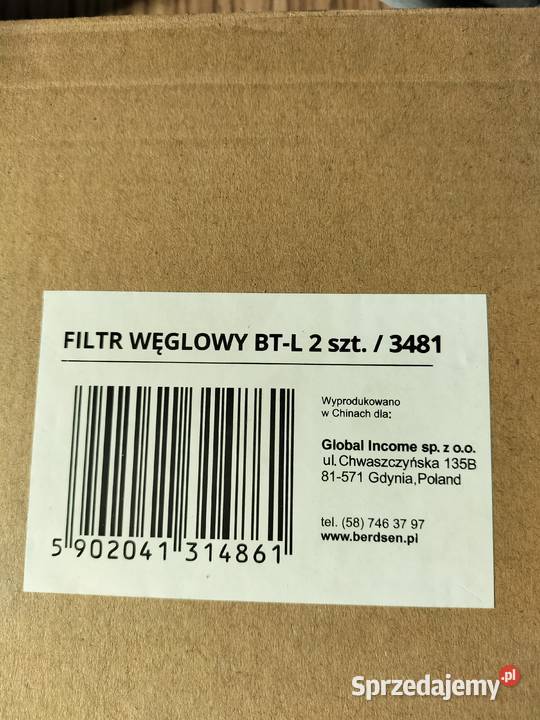 FILTR WĘGLOWY BT-L 2 szt. / 3481
Wyprodukowano
w Chinach dla:
Global Income sp. z o.o.
ul. Chwaszczyńska 135B
81-571 Gdynia, Poland
tel. (58) 746 37 97
www.berdsen.pl
5 902041 314861
Sprzedajemy.pl